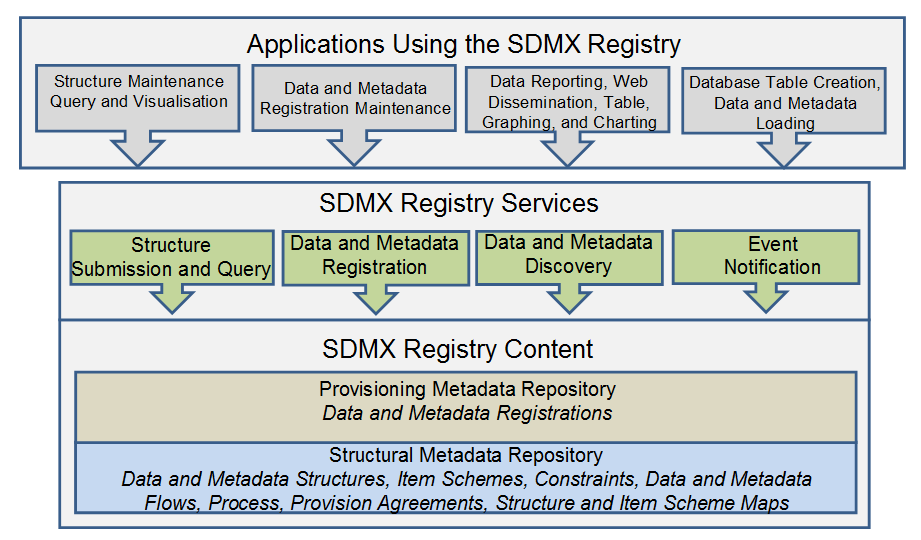 Applications Using the SDMX Registry
Structure Maintenance
Query and Visualisation
Data and Metadata
Registration Maintenance
Data Reporting, Web
Dissemination, Table,
Graphing, and Charting
Database Table Creation,
Data and Metadata
Loading
SDMX Registry Services
Structure
Submission and Query
Data and Metadata
Registration
Data and Metadata
Discovery
Event
Notification
SDMX Registry Content
Provisioning Metadata Repository
Data and Metadata Registrations
Structural Metadata Repository
Data and Metadata Structures, Item Schemes, Constraints, Data and Metadata
Flows, Process, Provision Agreements, Structure and Item Scheme Maps